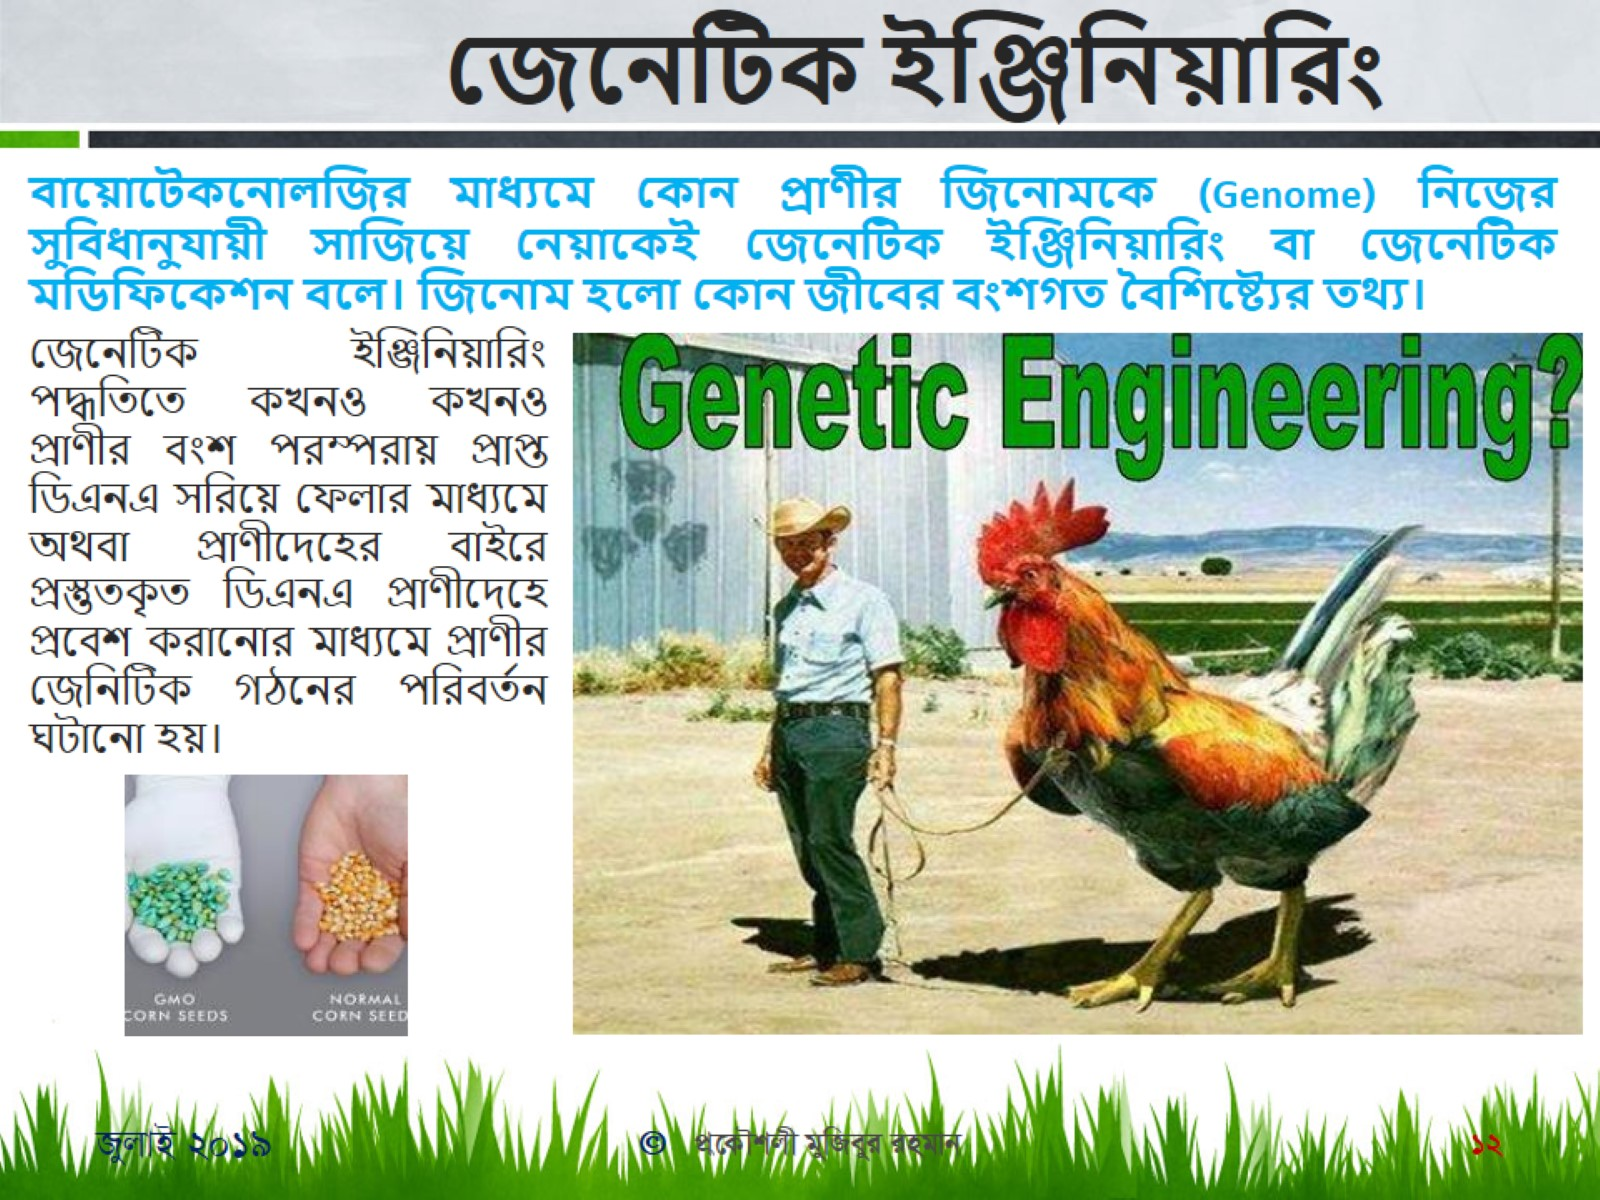 জেনেটিক ইঞ্জিনিয়ারিং
বায়োটেকনোলজির মাধ্যমে কোন প্রাণীর জিনোমকে (Genome) নিজের
সুবিধানুযায়ী সাজিয়ে নেয়াকেই জেনেটিক ইঞ্জিনিয়ারিং বা জেনেটিক
মডিফিকেশন বলে। জিনোম হলো কোন জীবের বংশগত বৈশিষ্ট্যের তথ্য।
জেনেটিক ইঞ্জিনিয়ারিং
পদ্ধতিতে কখনও কখনও
প্রাণীর বংশ পরম্পরায় প্রাপ্ত
ডিএনএ সরিয়ে ফেলার মাধ্যমে
অথবা প্রাণীদেহের বাইরে
প্রস্তুতকৃত ডিএনএ প্রাণীদেহে
প্রবেশ করানোর মাধ্যমে প্রাণীর
জেনিটিক গঠনের পরিবর্তন
ঘটানো হয়।
Genetic Engineering?
GMO
CORN SEEDS
NORMAL
CORN SEED
জুলাই ২০১৯
© প্রকৌশলী মুজিবুর রহমান
১২